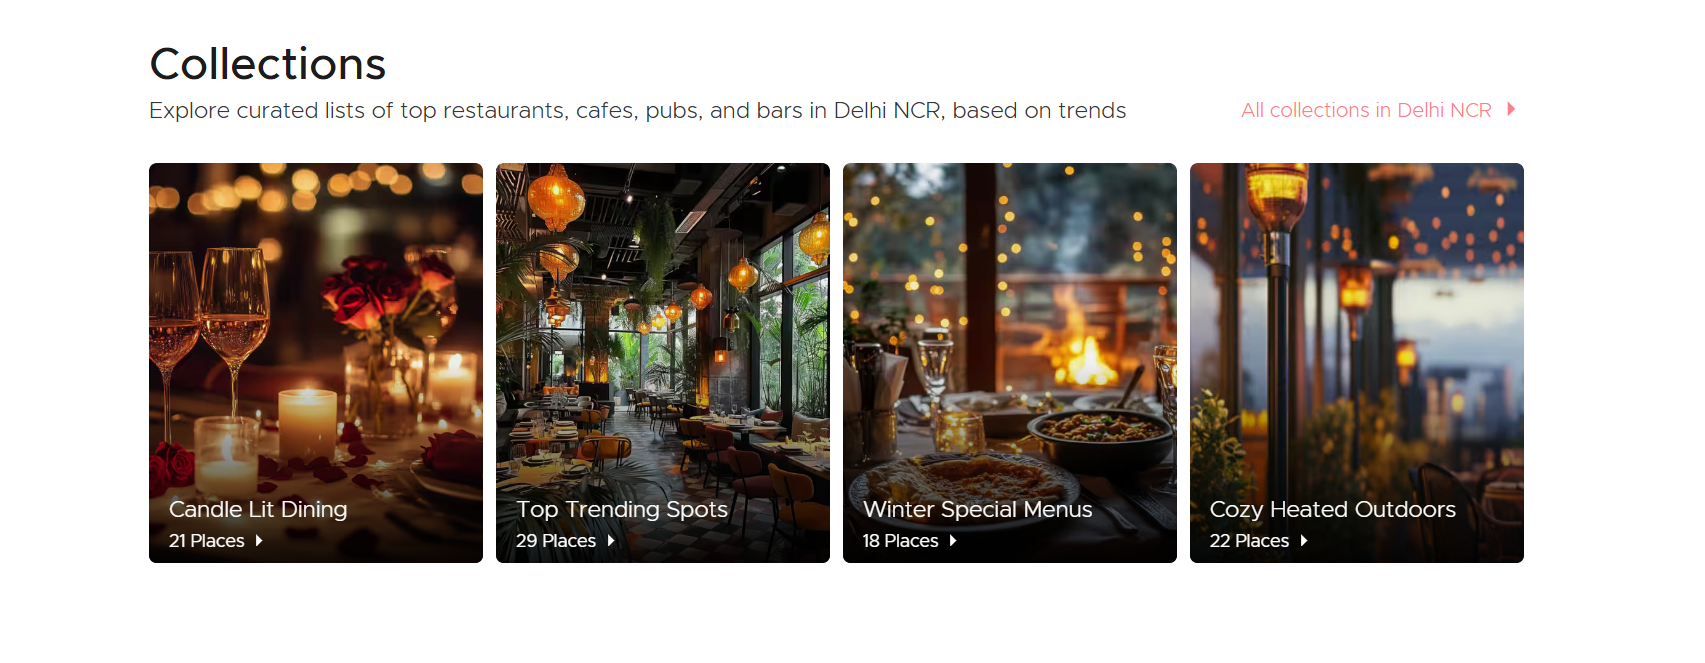 Collections
Explore curated lists of top restaurants, cafes, pubs, and bars in Delhi NCR, based on trends
All collections in Delhi NCR
Candle Lit Dining
21 Places
Top Trending Spots
29 Places
Winter Special Menus
18 Places
Cozy Heated Outdoors
22 Places